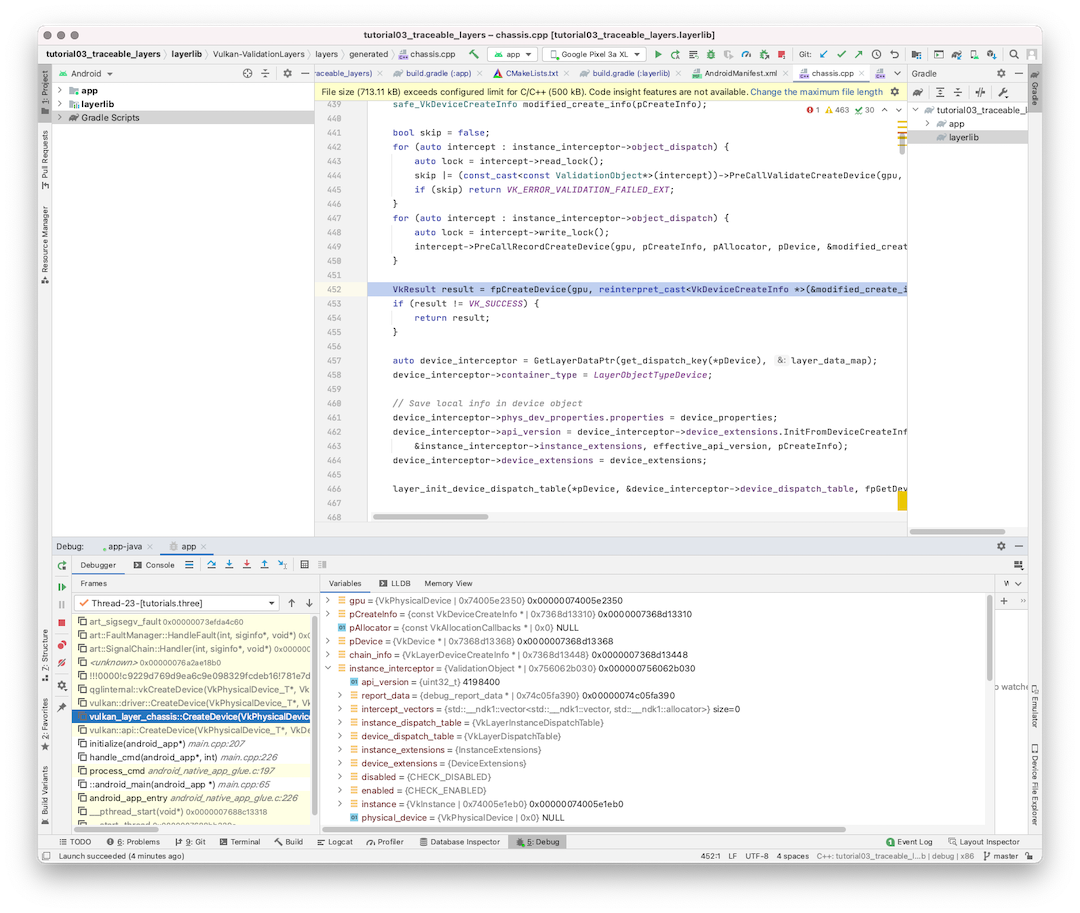 tutorial03_traceable_layers – chassis.cpp [tutorial03_traceable_layers.layerlib]
tutorial03_traceable_layers › layerlib › Vulkan-ValidationLayers › layers › generated › chassis.cpp
app
Google Pixel 3a XL
Git:
Android
raceable_layers)
build.gradle (:app)
CMakeLists.txt
build.gradle (:layerlib)
AndroidManifest.xml
chassis.cpp
Gradle
1: Project
Pull Requests
Resource Manager
app
layerlib
Gradle Scripts
File size (713.11 kB) exceeds configured limit for C/C++ (500 kB). Code insight features are not available. Change the maximum file length
1 463 30
439 safe_VkDeviceCreateInfo modified_create_info(pCreateInfo);
440
441 bool skip = false;
442 for (auto intercept : instance_interceptor->object_dispatch) {
443 auto lock = intercept->read_lock();
444 skip |= (const_cast<const ValidationObject*>(intercept))->PreCallValidateCreateDevice(gpu,
445 if (skip) return VK_ERROR_VALIDATION_FAILED_EXT;
446 }
447 for (auto intercept : instance_interceptor->object_dispatch) {
448 auto lock = intercept->write_lock();
449 intercept->PreCallRecordCreateDevice(gpu, pCreateInfo, pAllocator, pDevice, &modified_creat
450 }
451
452 VkResult result = fpCreateDevice(gpu, reinterpret_cast<VkDeviceCreateInfo *>(&modified_create_i
453 if (result != VK_SUCCESS) {
454 return result;
455 }
456
457 auto device_interceptor = GetLayerDataPtr(get_dispatch_key(*pDevice), &: layer_data_map);
458 device_interceptor->container_type = LayerObjectTypeDevice;
459
460 // Save local info in device object
461 device_interceptor->phys_dev_properties.properties = device_properties;
462 device_interceptor->api_version = device_interceptor->device_extensions.InitFromDeviceCreateInf
463 &instance_interceptor->instance_extensions, effective_api_version, pCreateInfo);
464 device_interceptor->device_extensions = device_extensions;
465
466 layer_init_device_dispatch_table(*pDevice, &device_interceptor->device_dispatch_table, fpGetDev
467
468
tutorial03_traceable_l
app
layerlib
Gradle
Debug:
app-java
app
Debugger
Console
Frames
Thread-23-[tutorials.three]
art_sigsegv_fault() 0x00000073efda4c60
art::FaultManager::HandleFault(int, siginfo*, void*) 0x0
art::SignalChain::Handler(int, siginfo*, void*) 0x00000
<unknown> 0x00000076a2ae18b0
!!!0000!c9229d769d9ea6c9e098329fcdeb16!781e7d
qglinternal::vkCreateDevice(VkPhysicalDevice_T*, Vk
vulkan::driver::CreateDevice(VkPhysicalDevice_T*, V
vulkan_layer_chassis::CreateDevice(VkPhysicalDevice
vulkan::api::CreateDevice(VkPhysicalDevice_T*, VkDe
initialize(android_app*) main.cpp:207
handle_cmd(android_app*, int) main.cpp:226
process_cmd android_native_app_glue.c:197
::android_main(android_app *) main.cpp:65
android_app_entry android_native_app_glue.c:226
__pthread_start(void*) 0x0000007688c13318
Variables
LLDB
Memory View
gpu = {VkPhysicalDevice | 0x74005e2350} 0x00000074005e2350
pCreateInfo = {const VkDeviceCreateInfo * | 0x7368d13310} 0x0000007368d13310
pAllocator = {const VkAllocationCallbacks * | 0x0} NULL
pDevice = {VkDevice * | 0x7368d13368} 0x0000007368d13368
chain_info = {VkLayerDeviceCreateInfo * | 0x7368d13448} 0x0000007368d13448
instance_interceptor = {ValidationObject * | 0x756062b030} 0x000000756062b030
api_version = {uint32_t} 4198400
report_data = {debug_report_data * | 0x74c05fa390} 0x00000074c05fa390
intercept_vectors = {std::__ndk1::vector<std::__ndk1::vector, std::__ndk1::allocator>} size=0
instance_dispatch_table = {VkLayerInstanceDispatchTable}
device_dispatch_table = {VkLayerDispatchTable}
instance_extensions = {InstanceExtensions}
device_extensions = {DeviceExtensions}
disabled = {CHECK_DISABLED}
enabled = {CHECK_ENABLED}
instance = {VkInstance | 0x74005e1eb0} 0x00000074005e1eb0
physical_device = {VkPhysicalDevice | 0x0} NULL
W
o watche
Z: Structure
2: Favorites
Build Variants
Emulator
Device File Explorer
TODO
6: Problems
9: Git
Terminal
Build
Logcat
Profiler
Database Inspector
5: Debug
1 Event Log
Layout Inspector
Launch succeeded (4 minutes ago)
452:1 LF UTF-8 4 spaces C++: tutorial03_traceable_l...b | debug | x86 master